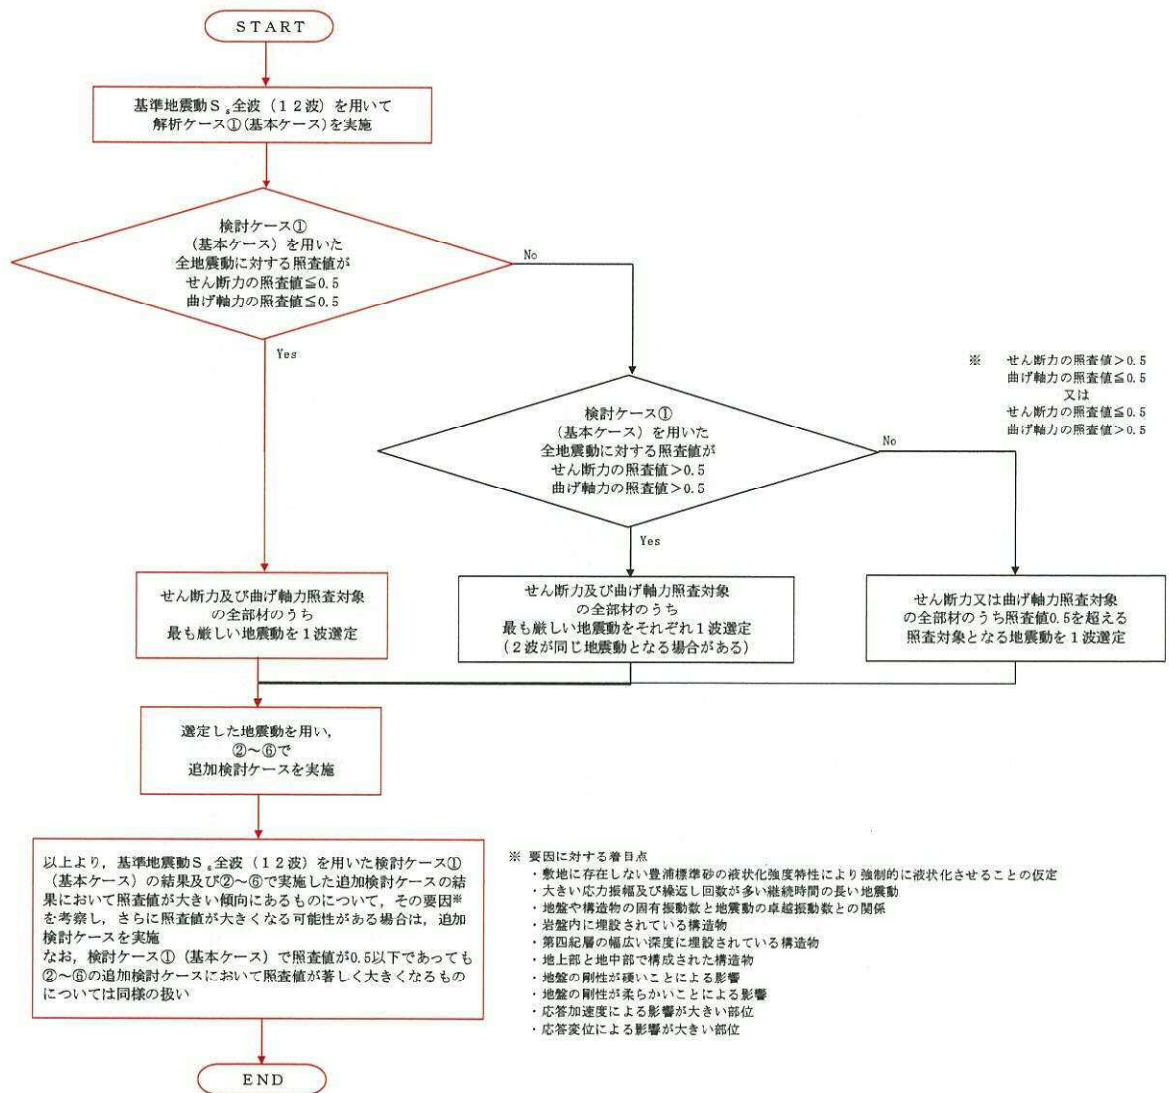 START
基準地震動Ｓｓ全波（１２波）を用いて
解析ケース①(基本ケース)を実施
検討ケース①
（基本ケース）を用いた
全地震動に対する照査値が
せん断力の照査値≦0.5
曲げ軸力の照査値≦0.5
No
Yes
※　せん断力の照査値＞0.5
曲げ軸力の照査値≦0.5
又は
せん断力の照査値≦0.5
曲げ軸力の照査値＞0.5
検討ケース①
（基本ケース）を用いた
全地震動に対する照査値が
せん断力の照査値＞0.5
曲げ軸力の照査値＞0.5
No
Yes
せん断力及び曲げ軸力照査対象
の全部材のうち
最も厳しい地震動を１波選定
せん断力及び曲げ軸力照査対象
の全部材のうち
最も厳しい地震動をそれぞれ１波選定
（２波が同じ地震動となる場合がある）
せん断力又は曲げ軸力照査対象
の全部材のうち照査値0.5を超える
照査対象となる地震動を１波選定
選定した地震動を用い，
②～⑥で
追加検討ケースを実施
以上より，基準地震動Ｓｓ全波（１２波）を用いた検討ケース①
（基本ケース）の結果及び②～⑥で実施した追加検討ケースの結
果において照査値が大きい傾向にあるものについて，その要因※
を考察し，さらに照査値が大きくなる可能性がある場合は，追加
検討ケースを実施
なお，検討ケース①（基本ケース）で照査値が0.5以下であっても
②～⑥の追加検討ケースにおいて照査値が著しく大きくなるもの
については同様の扱い
※ 要因に対する着目点
・敷地に存在しない豊浦標準砂の液状化強度特性により強制的に液状化させることの仮定
・大きい応力振幅及び繰返し回数が多い継続時間の長い地震動
・地盤や構造物の固有振動数と地震動の卓越振動数との関係
・岩盤内に埋設されている構造物
・第四紀層の幅広い深度に埋設されている構造物
・地上部と地中部で構成された構造物
・地盤の剛性が硬いことによる影響
・地盤の剛性が柔らかいことによる影響
・応答加速度による影響が大きい部位
・応答変位による影響が大きい部位
END